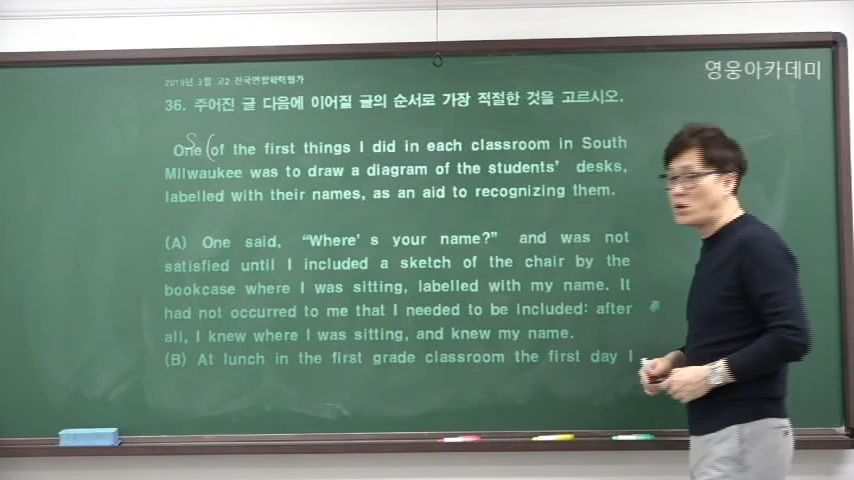 영웅아카데미
2019년 3월 고2 전국연합학력평가
36. 주어진 글 다음에 이어질 글의 순서로 가장 적절한 것을 고르시오.
S (
One of the first things I did in each classroom in South
Milwaukee was to draw a diagram of the students' desks,
labelled with their names, as an aid to recognizing them.
(A) One said, "Where's your name?" and was not
satisfied until I included a sketch of the chair by the
bookcase where I was sitting, labelled with my name. It
had not occurred to me that I needed to be included: after
all, I knew where I was sitting, and knew my name.
(B) At lunch in the first grade classroom the first day I